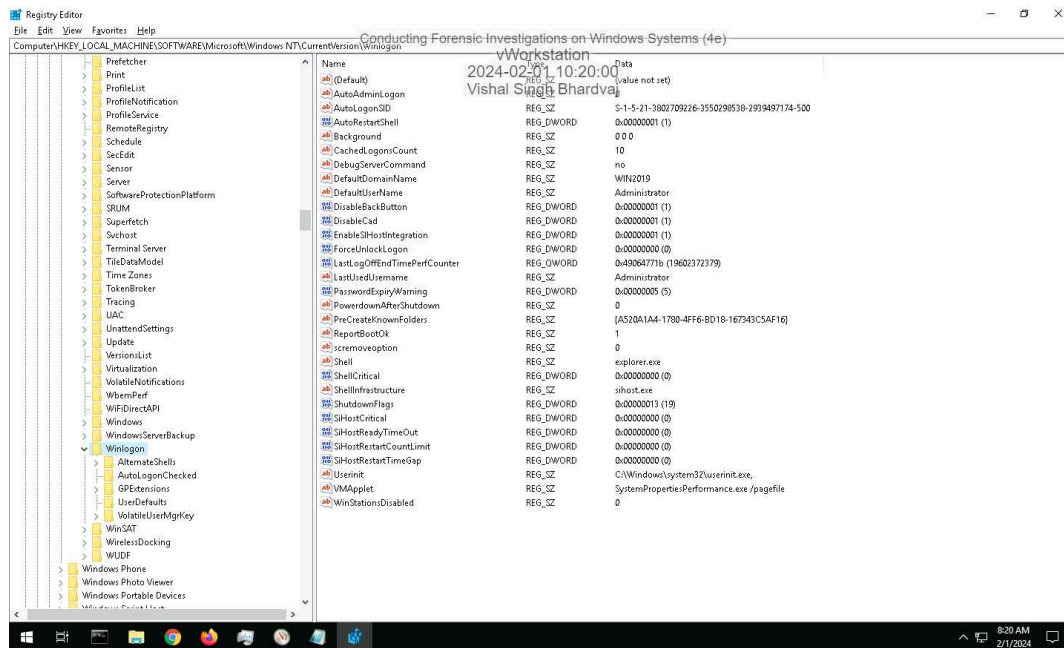 Registry Editor
File Edit View Favorites Help
Computer\HKEY_LOCAL_MACHINE\SOFTWARE\Microsoft\Windows NT\CurrentVersion\Winlogon
Conducting Forensic Investigations on Windows Systems (4e)
vWorkstation
2024-02-01 10:20:00
Vishal Singh Bhardvaj
Prefetcher
Print
ProfileList
ProfileNotification
ProfileService
RemoteRegistry
Schedule
SecEdit
Sensor
Server
SoftwareProtectionPlatform
SRUM
Superfetch
Svchost
Terminal Server
TileDataModel
Time Zones
TokenBroker
Tracing
UAC
UnattendSettings
Update
VersionsList
Virtualization
VolatileNotifications
WbemPerf
WiFiDirectAPI
Windows
WindowsServerBackup
Winlogon
AlternateShells
AutoLogonChecked
GPExtensions
UserDefaults
VolatileUserMgrKey
WinSAT
WirelessDocking
WUDF
Windows Phone
Windows Photo Viewer
Windows Portable Devices
Windows Script Host
Name Type Data
(Default) REG_SZ (value not set)
AutoAdminLogon REG_SZ 0
AutoLogonSID REG_SZ S-1-5-21-3802709226-3550298538-2939497174-500
AutoRestartShell REG_DWORD 0x00000001 (1)
Background REG_SZ 0 0 0
CachedLogonsCount REG_SZ 10
DebugServerCommand REG_SZ no
DefaultDomainName REG_SZ WIN2019
DefaultUserName REG_SZ Administrator
DisableBackButton REG_DWORD 0x00000001 (1)
DisableCad REG_DWORD 0x00000001 (1)
EnableSIHostIntegration REG_DWORD 0x00000001 (1)
ForceUnlockLogon REG_DWORD 0x00000000 (0)
LastLogOffEndTimePerfCounter REG_QWORD 0x49064771b (19602372379)
LastUsedUsername REG_SZ Administrator
PasswordExpiryWarning REG_DWORD 0x00000005 (5)
PowerdownAfterShutdown REG_SZ 0
PreCreateKnownFolders REG_SZ {A520A1A4-1780-4FF6-BD18-167343C5AF16}
ReportBootOk REG_SZ 1
scremoveoption REG_SZ 0
Shell REG_SZ explorer.exe
ShellCritical REG_DWORD 0x00000000 (0)
ShellInfrastructure REG_SZ sihost.exe
ShutdownFlags REG_DWORD 0x00000013 (19)
SiHostCritical REG_DWORD 0x00000000 (0)
SiHostReadyTimeOut REG_DWORD 0x00000000 (0)
SiHostRestartCountLimit REG_DWORD 0x00000000 (0)
SiHostRestartTimeGap REG_DWORD 0x00000000 (0)
Userinit REG_SZ C:\Windows\system32\userinit.exe,
VMApplet REG_SZ SystemPropertiesPerformance.exe /pagefile
WinStationsDisabled REG_SZ 0
8:20 AM
2/1/2024